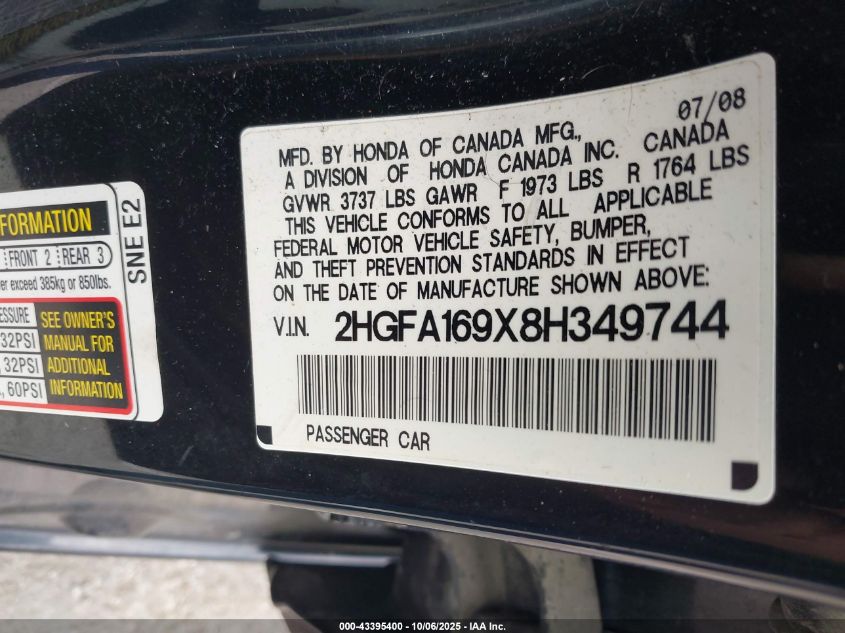 07/08
MFD. BY HONDA OF CANADA MFG.,
A DIVISION OF HONDA CANADA INC. CANADA
GVWR 3737 LBS GAWR F 1973 LBS R 1764 LBS
THIS VEHICLE CONFORMS TO ALL APPLICABLE
FEDERAL MOTOR VEHICLE SAFETY, BUMPER,
AND THEFT PREVENTION STANDARDS IN EFFECT
ON THE DATE OF MANUFACTURE SHOWN ABOVE:
V.I.N. 2HGFA169X8H349744
PASSENGER CAR
FORMATION
FRONT 2 REAR 3
exceed 385kg or 850lbs.
SEE OWNER'S
32PSI MANUAL FOR
32PSI ADDITIONAL
60PSI INFORMATION
SNE E2
000-43395400 - 10/06/2025 - IAA Inc.